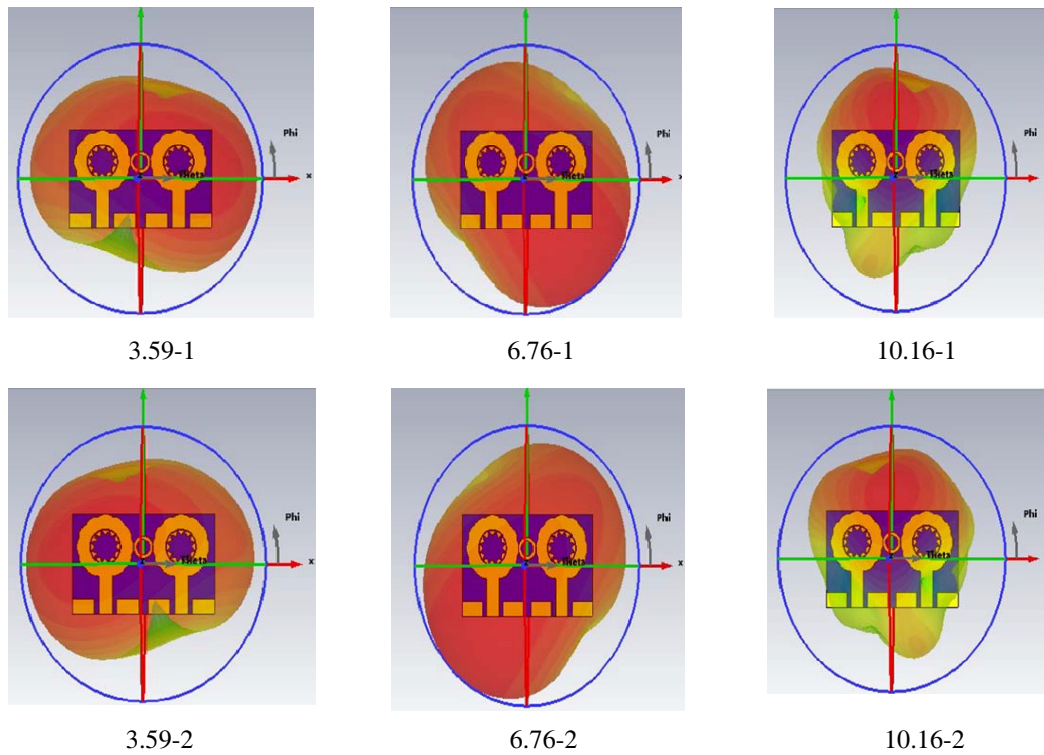 Phi
Theta
x
Phi
Theta
x
Phi
Theta
x
3.59-1
6.76-1
10.16-1
Phi
Theta
x
Phi
Theta
x
Phi
Theta
x
3.59-2
6.76-2
10.16-2